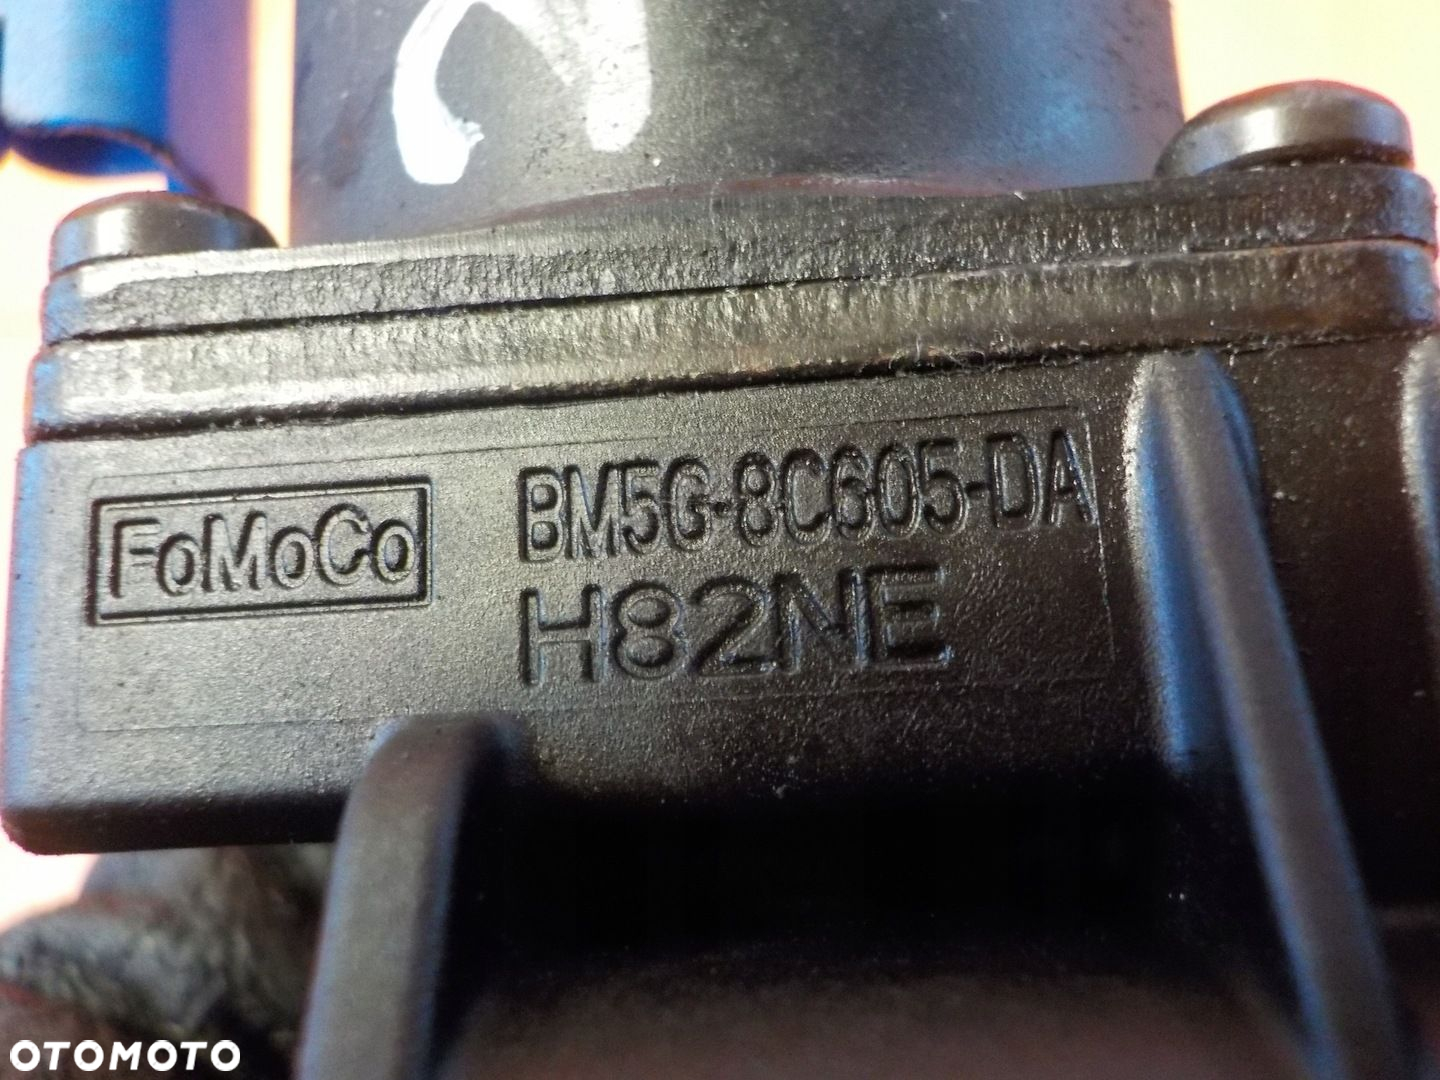 FoMoCo
BM5G-8C605-DA
H82NE
OTOMOTO